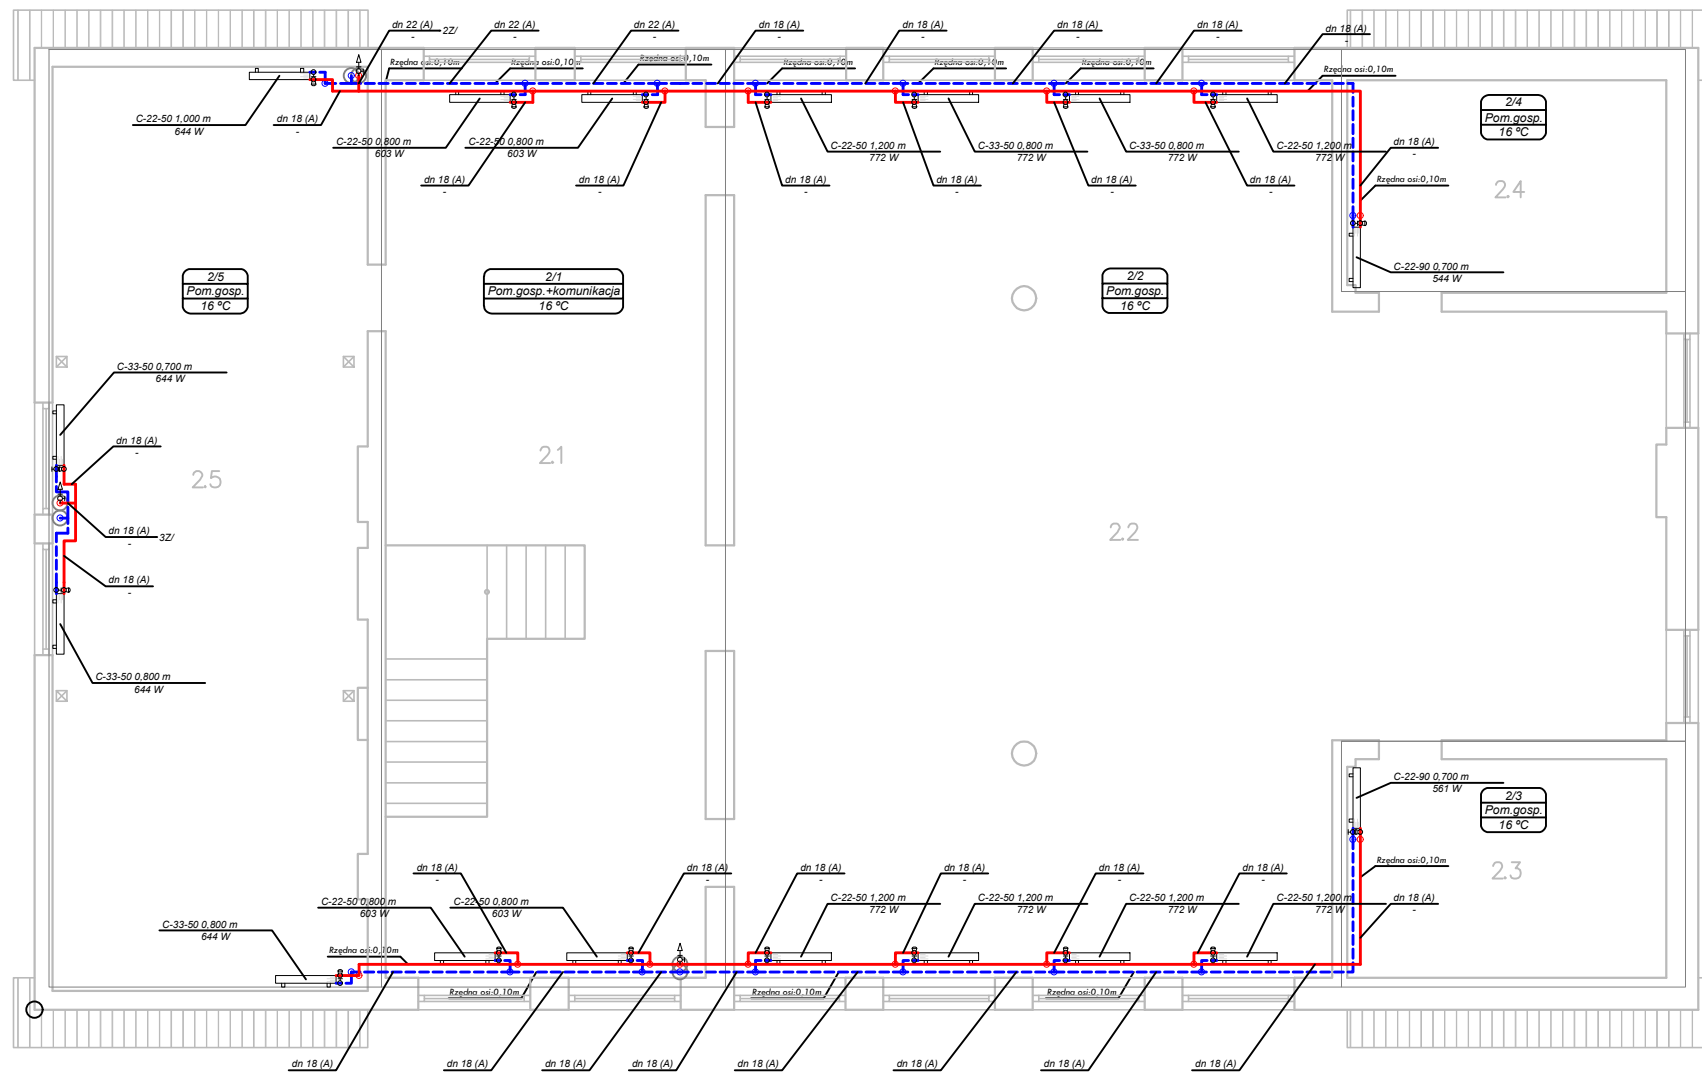 dn 22 (A)
-
2Z/
dn 22 (A)
-
dn 22 (A)
-
dn 18 (A)
-
dn 18 (A)
-
dn 18 (A)
-
dn 18 (A)
-
dn 18 (A)
-
Rzędna osi:0,10m
Rzędna osi:0,10m
Rzędna osi:0,10m
Rzędna osi:0,10m
Rzędna osi:0,10m
Rzędna osi:0,10m
Rzędna osi:0,10m
C-22-50 1,000 m
644 W
dn 18 (A)
-
C-22-50 0,800 m
603 W
C-22-50 0,800 m
603 W
C-22-50 1,200 m
772 W
C-33-50 0,800 m
772 W
C-33-50 0,800 m
772 W
C-22-50 1,200 m
772 W
dn 18 (A)
-
2/4
Pom.gosp.
16 ºC
dn 18 (A)
-
dn 18 (A)
-
dn 18 (A)
-
dn 18 (A)
-
dn 18 (A)
-
dn 18 (A)
-
Rzędna osi:0,10m
2.4
2/5
Pom.gosp.
16 ºC
2/1
Pom.gosp.+komunikacja
16 ºC
2/2
Pom.gosp.
16 ºC
C-22-90 0,700 m
544 W
C-33-50 0,700 m
644 W
dn 18 (A)
-
2.5
2.1
2.2
dn 18 (A)
-
3Z/
dn 18 (A)
-
C-33-50 0,800 m
644 W
C-22-90 0,700 m
561 W
2/3
Pom.gosp.
16 ºC
dn 18 (A)
-
dn 18 (A)
-
dn 18 (A)
-
dn 18 (A)
-
dn 18 (A)
-
dn 18 (A)
-
Rzędna osi:0,10m
2.3
C-22-50 0,800 m
603 W
C-22-50 0,800 m
603 W
C-22-50 1,200 m
772 W
C-22-50 1,200 m
772 W
C-22-50 1,200 m
772 W
C-22-50 1,200 m
772 W
dn 18 (A)
-
C-33-50 0,800 m
644 W
Rzędna osi:0,10m
Rzędna osi:0,10m
Rzędna osi:0,10m
Rzędna osi:0,10m
dn 18 (A)
dn 18 (A)
dn 18 (A)
dn 18 (A)
dn 18 (A)
dn 18 (A)
dn 18 (A)
dn 18 (A)